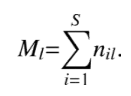 $M_l = \sum_{i=1}^{S} n_{il}.$